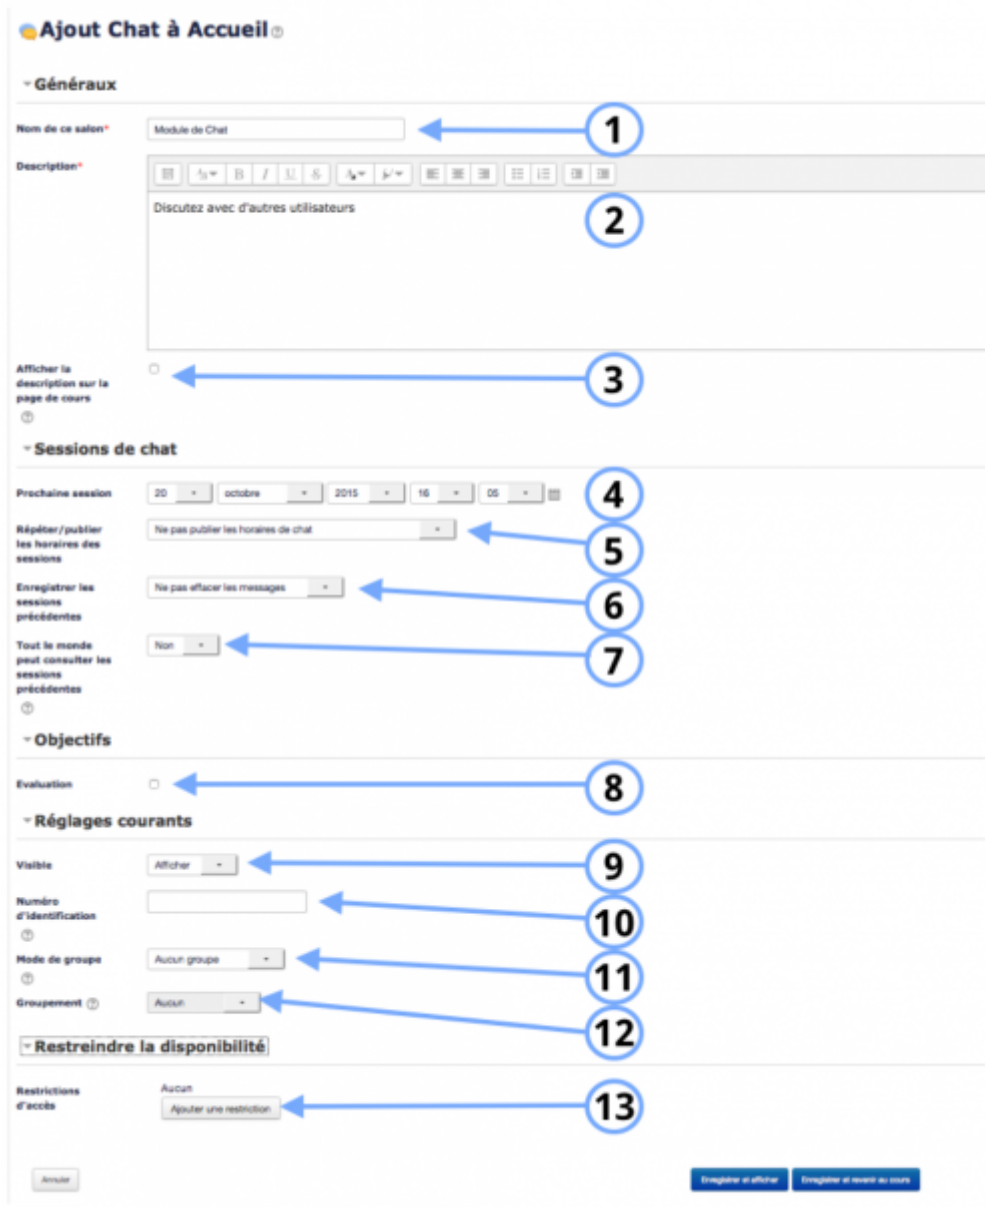 Ajout Chat à Accueil
Généraux
Nom de ce salon*
Module de Chat
1
Description*
B I U S
Discutez avec d'autres utilisateurs
2
Afficher la
description sur la
page de cours
3
Sessions de chat
Prochaine session
20 octobre 2015 16 05
4
Répéter/publier
les horaires des
sessions
Ne pas publier les horaires de chat
5
Enregistrer les
sessions
précédentes
Ne pas effacer les messages
6
Tout le monde
peut consulter les
sessions
précédentes
Non
7
Objectifs
Evaluation
8
Réglages courants
Visible
Afficher
9
Numéro
d'identification
10
Mode de groupe
Aucun groupe
11
Groupement
Aucun
12
Restreindre la disponibilité
Restrictions
d'accès
Aucun
Ajouter une restriction
13
Annuler
Enregistrer et afficher
Enregistrer et revenir au cours